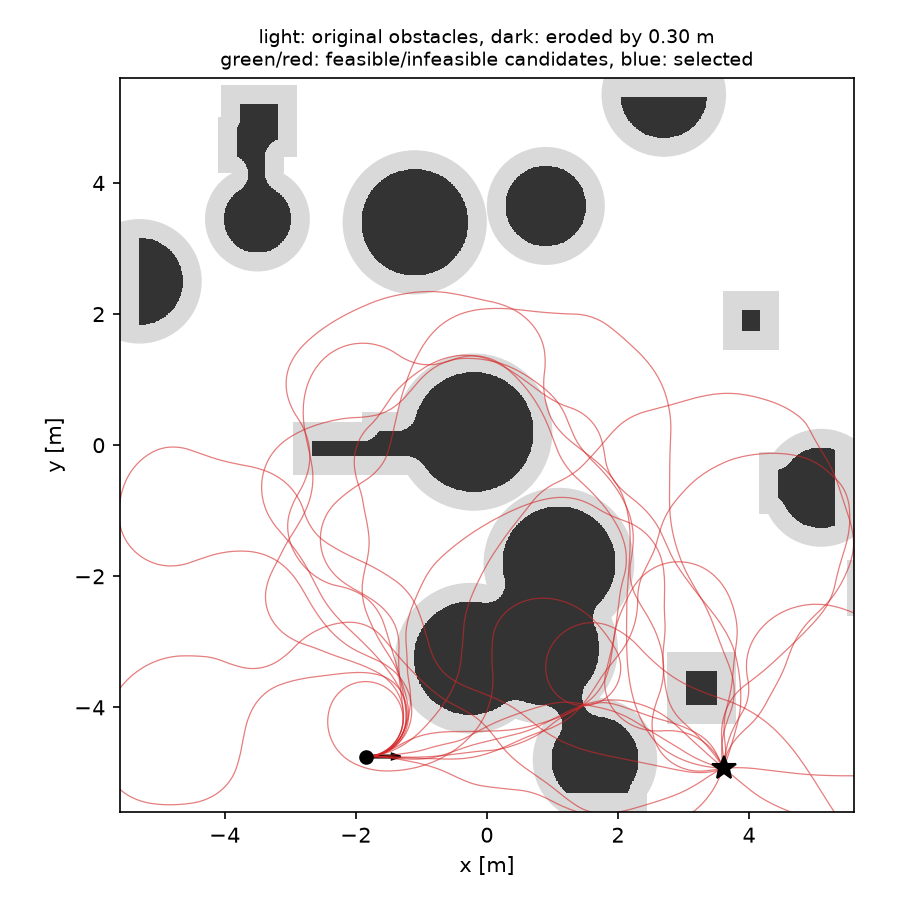 light: original obstacles, dark: eroded by 0.30 m
green/red: feasible/infeasible candidates, blue: selected
4
2
0
−2
−4
y [m]
−4 −2 0 2 4
x [m]